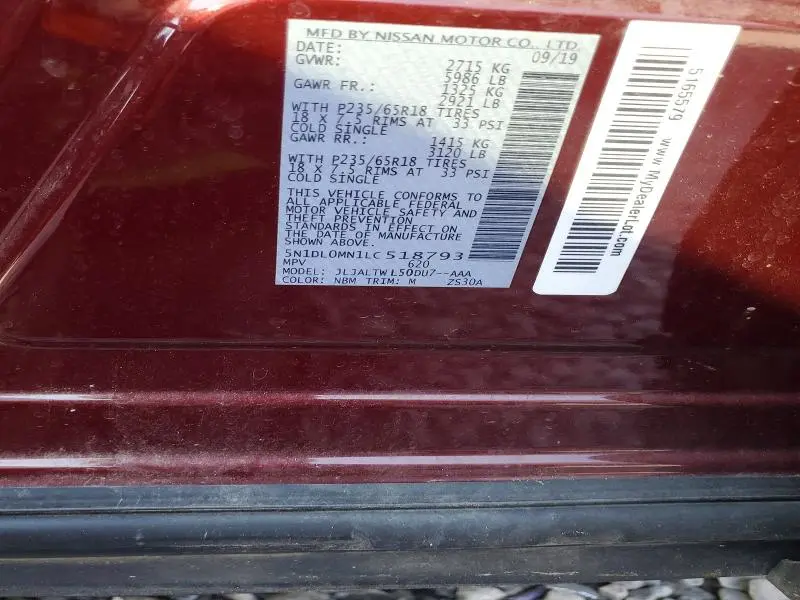 MFD BY NISSAN MOTOR CO., LTD.
DATE: 09/19
GVWR: 2715 KG
5986 LB
GAWR FR.: 1325 KG
2921 LB
WITH P235/65R18 TIRES
18 X 7.5 RIMS AT 33 PSI
COLD SINGLE
GAWR RR.: 1415 KG
3120 LB
WITH P235/65R18 TIRES
18 X 7.5 RIMS AT 33 PSI
COLD SINGLE
THIS VEHICLE CONFORMS TO
ALL APPLICABLE FEDERAL
MOTOR VEHICLE SAFETY AND
THEFT PREVENTION
STANDARDS IN EFFECT ON
THE DATE OF MANUFACTURE
SHOWN ABOVE.
5N1DL0MN1LC518793
MPV 620
MODEL: JLJALTWL50DU7--AAA
COLOR: NBM TRIM: M ZS30A
5165579 www.MyDealerLot.com